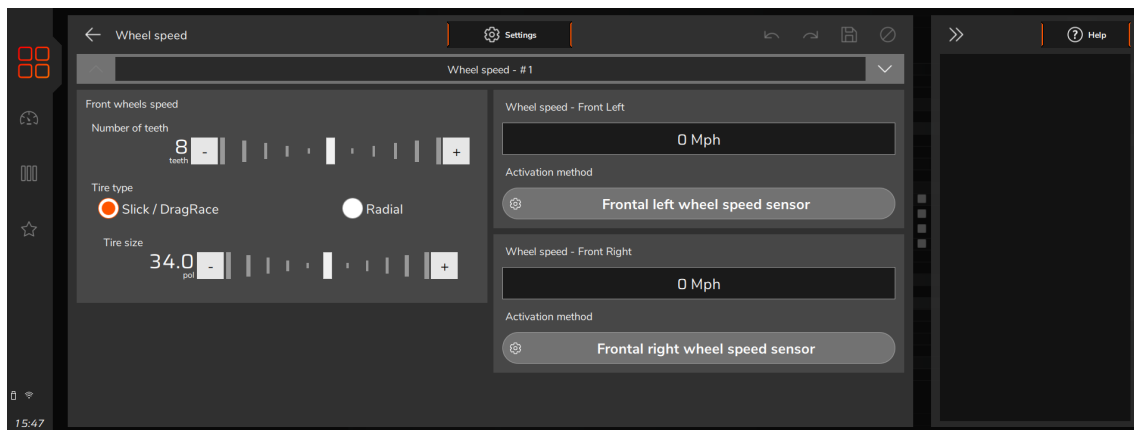 Wheel speed
Settings
Help
Wheel speed - #1
Front wheels speed
Number of teeth
8
teeth
-
+
Tire type
Slick / DragRace
Radial
Tire size
34.0
pol
-
+
Wheel speed - Front Left
0 Mph
Activation method
Frontal left wheel speed sensor
Wheel speed - Front Right
0 Mph
Activation method
Frontal right wheel speed sensor
15:47